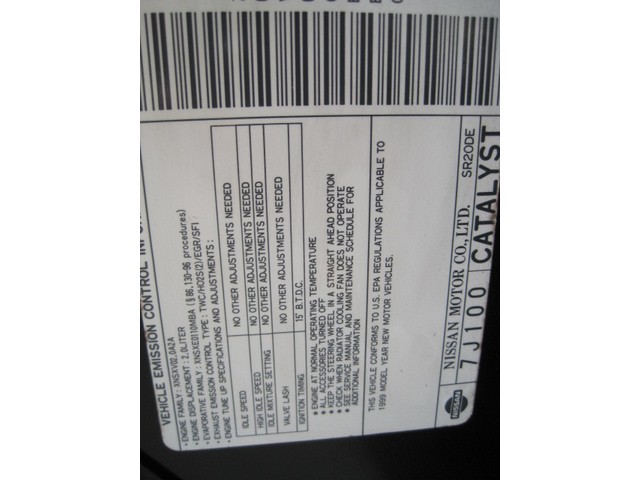 VEHICLE EMISSION CONTROL
• ENGINE FAMILY : XNSXV02.0A2A
• ENGINE DISPLACEMENT : 2.0LITER
• EVAPORATIVE FAMILY : XNSXE0110MBA (§86.130-96 procedures)
• EXHAUST EMISSION CONTROL TYPE : TWC/HO2S(2)/EGR/SFI
• ENGINE TUNE UP SPECIFICATIONS AND ADJUSTMENTS :
IDLE SPEED NO OTHER ADJUSTMENTS NEEDED
HIGH IDLE SPEED NO OTHER ADJUSTMENTS NEEDED
IDLE MIXTURE SETTING NO OTHER ADJUSTMENTS NEEDED
VALVE LASH NO OTHER ADJUSTMENTS NEEDED
IGNITION TIMING 15° B.T.D.C.
• ENGINE AT NORMAL OPERATING TEMPERATURE
• ALL ACCESSORIES TURNED OFF
• KEEP THE STEERING WHEEL IN A STRAIGHT AHEAD POSITION
• CHECK WHEN RADIATOR COOLING FAN DOES NOT OPERATE
• SEE SERVICE MANUAL AND MAINTENANCE SCHEDULE FOR
ADDITIONAL INFORMATION
THIS VEHICLE CONFORMS TO U.S. EPA REGULATIONS APPLICABLE TO
1999 MODEL YEAR NEW MOTOR VEHICLES.
NISSAN NISSAN MOTOR CO.,LTD. SR20DE
7J100 CATALYST